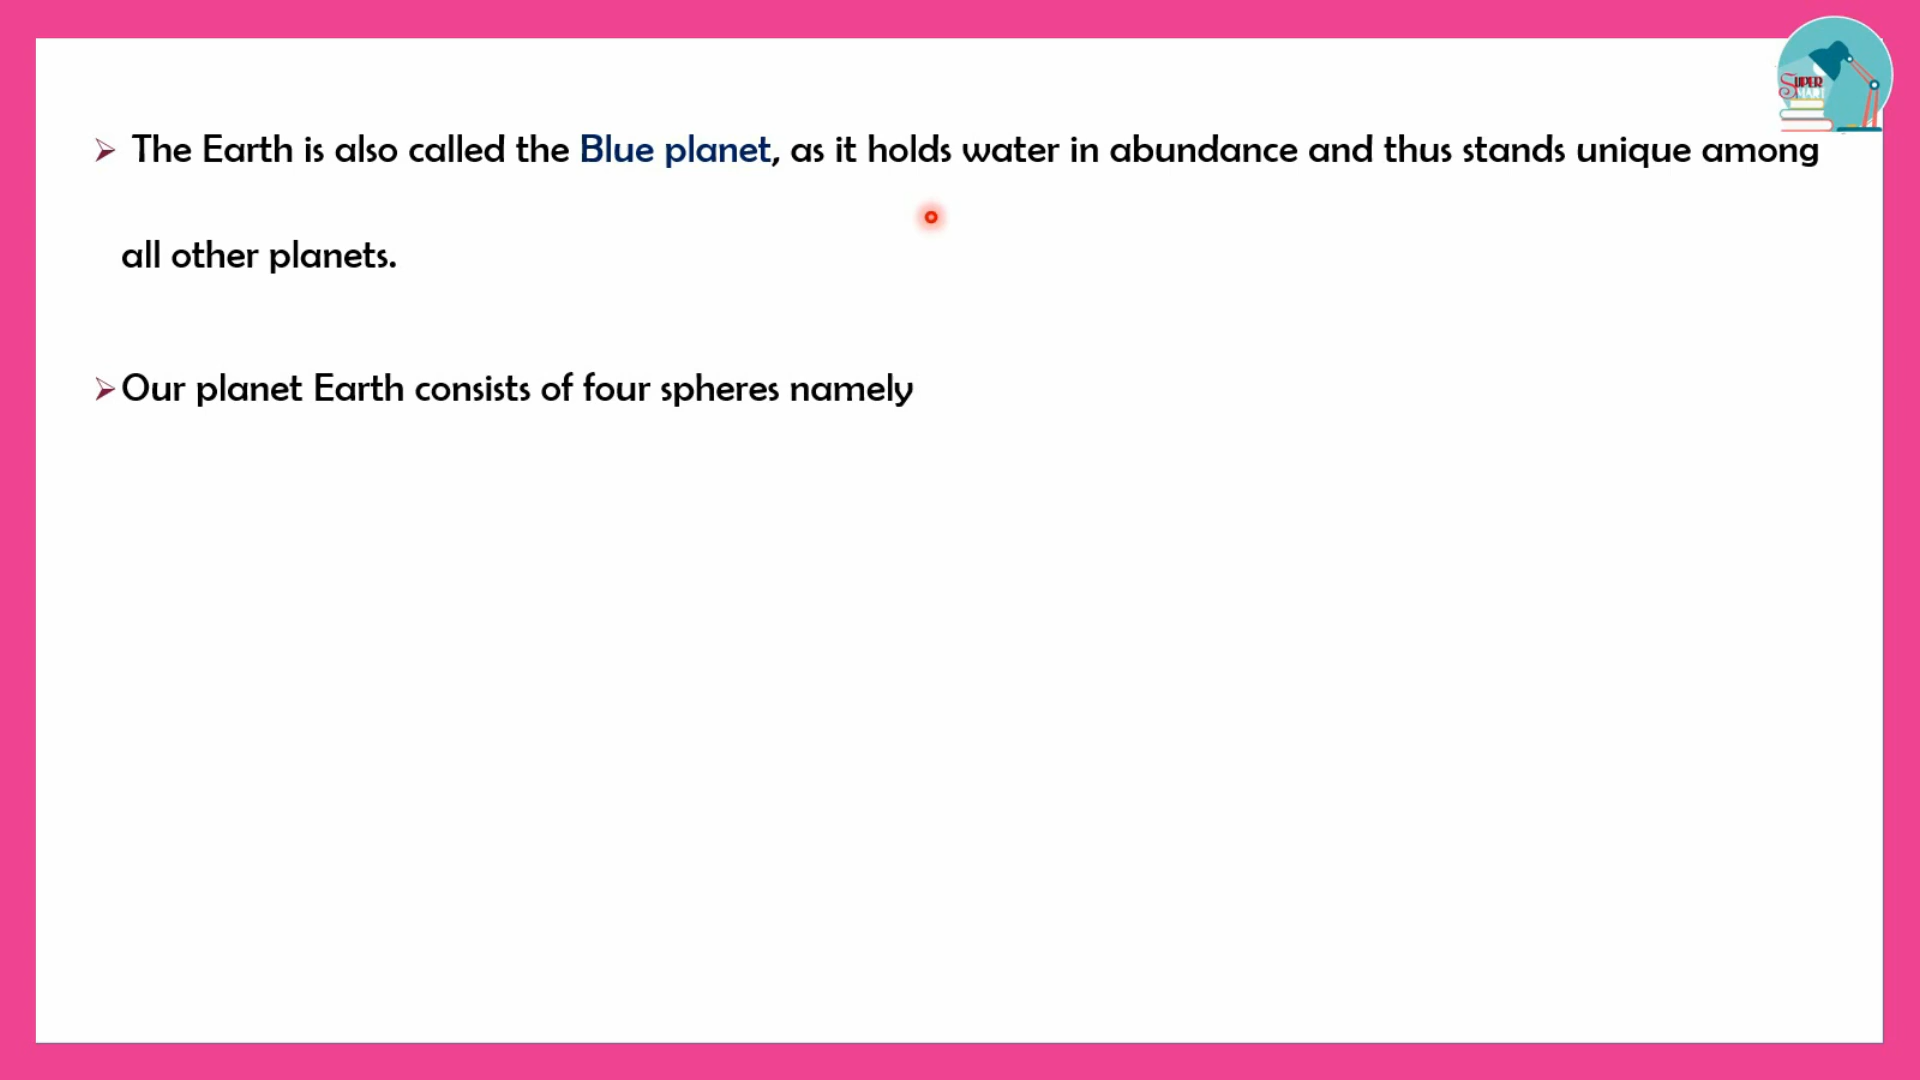 SUPER
The Earth is also called the Blue planet, as it holds water in abundance and thus stands unique among
all other planets.
Our planet Earth consists of four spheres namely